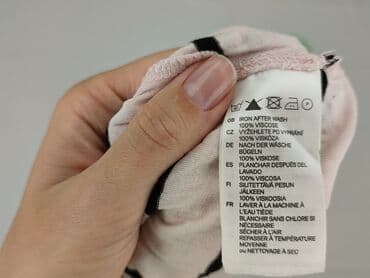 GB IRON AFTER WASH
100% VISCOSE
CZ VYŽEHLETE PO VYPRÁNÍ
100% VISKÓZA
DE NACH DER WÄSCHE
BÜGELN
100% VISKOSE
ES PLANCHAR DESPUÉS DEL
LAVADO
100% VISCOSA
FI SILITETTÄVÄ PESUN
JÄLKEEN
100% VISKOOSIA
FR LAVER À LA MACHINE À
L'EAU TIÈDE
BLANCHIR SANS CHLORE SI
NÉCESSAIRE
SÉCHER À L'AIR
REPASSER À TEMPÉRATURE
MOYENNE
ou NETTOYAGE À SEC